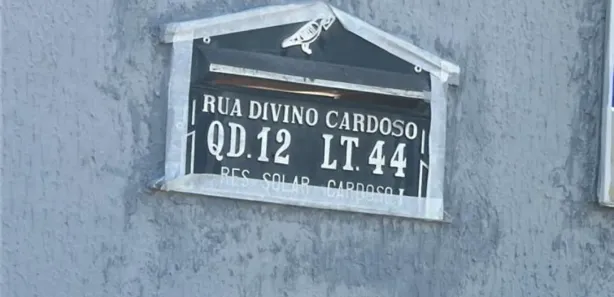 RUA DIVINO CARDOSO
QD.12 LT.44
RES SOLAR CARDOSO I